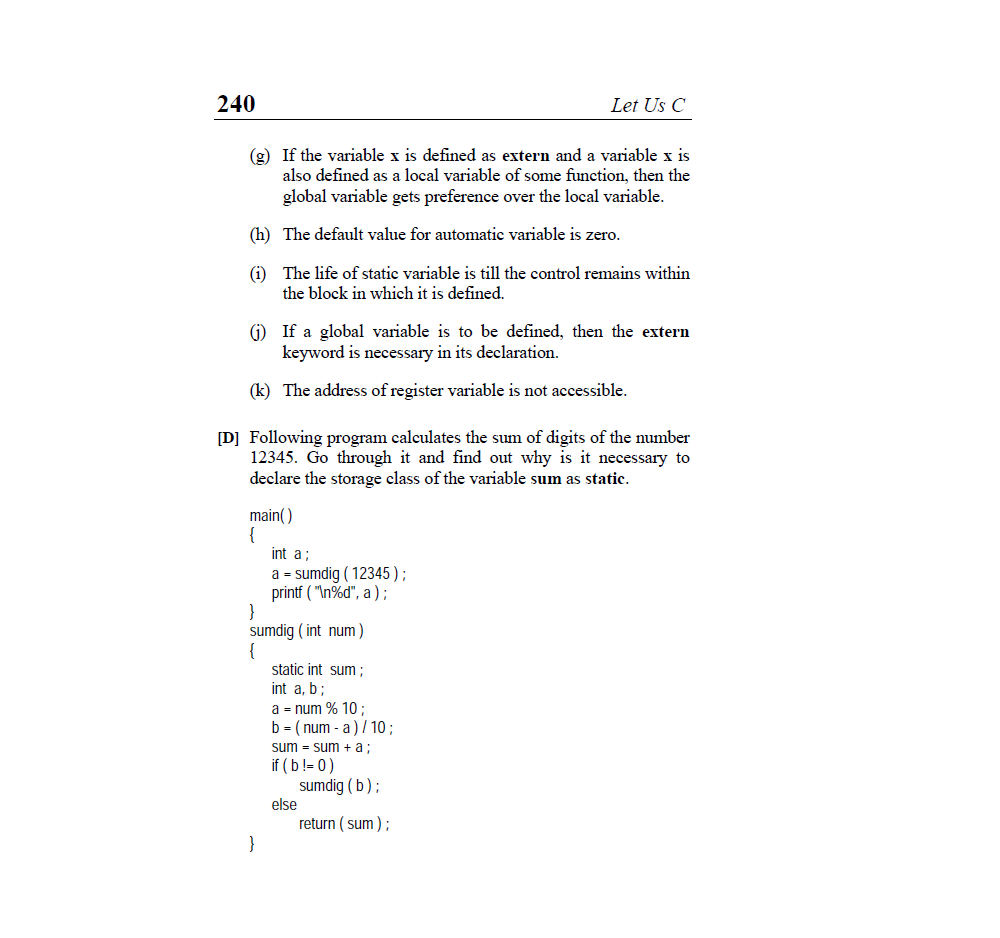 240 Let Us C
(g) If the variable x is defined as extern and a variable x is
also defined as a local variable of some function, then the
global variable gets preference over the local variable.
(h) The default value for automatic variable is zero.
(i) The life of static variable is till the control remains within
the block in which it is defined.
(j) If a global variable is to be defined, then the extern
keyword is necessary in its declaration.
(k) The address of register variable is not accessible.
[D] Following program calculates the sum of digits of the number
12345. Go through it and find out why is it necessary to
declare the storage class of the variable sum as static.
main( )
{
int a ;
a = sumdig ( 12345 ) ;
printf ( "\n%d", a ) ;
}
sumdig ( int num )
{
static int sum ;
int a, b ;
a = num % 10 ;
b = ( num - a ) / 10 ;
sum = sum + a ;
if ( b != 0 )
sumdig ( b ) ;
else
return ( sum ) ;
}